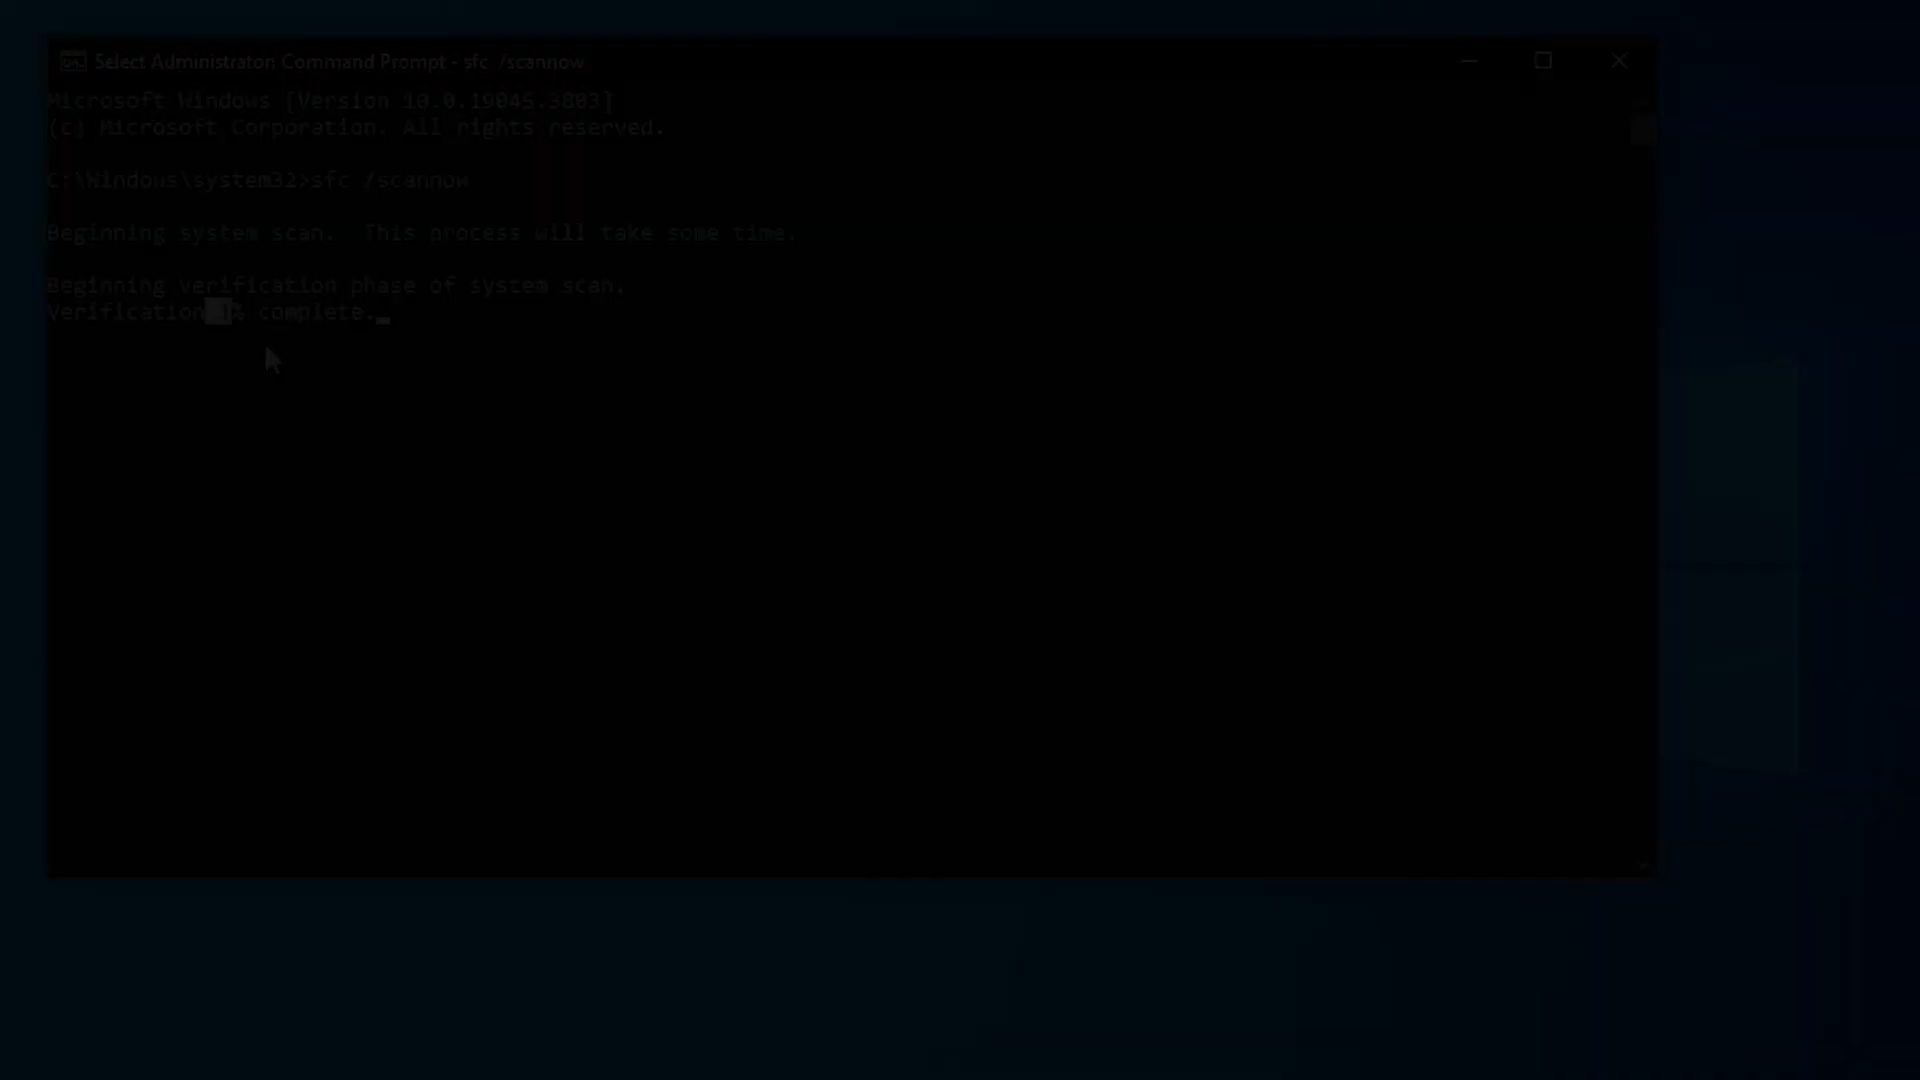 Select Administrator: Command Prompt - sfc /scannow
Microsoft Windows [Version 10.0.19045.3803]
(c) Microsoft Corporation. All rights reserved.
C:\Windows\system32>sfc /scannow
Beginning system scan.  This process will take some time.
Beginning verification phase of system scan.
Verification % complete.